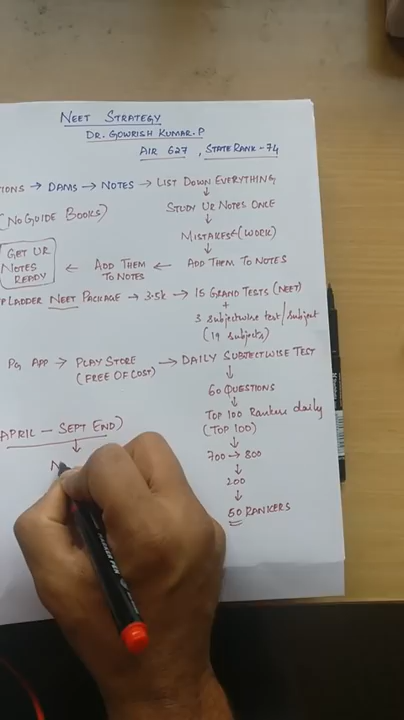 NEET STRATEGY
DR. GOWRISH KUMAR.P
AIR 627, STATE RANK-74
IONS → DAMS → NOTES → LIST DOWN EVERYTHING
(NO GUIDE BOOKS)
STUDY UR NOTES ONCE
MISTAKES (WORK)
GET UR NOTES READY ← ADD THEM TO NOTES ← ADD THEM TO NOTES
P LADDER NEET PACKAGE → 3.5k → 15 GRAND TESTS (NEET)
+
3 subjectwise test/subject
(19 subjects)
PG APP → PLAY STORE → DAILY SUBJECTWISE TEST
(FREE OF COST)
60 QUESTIONS
TOP 100 Rankers daily
(TOP 100)
700 → 800
200
50 RANKERS
APRIL - SEPT END)
N